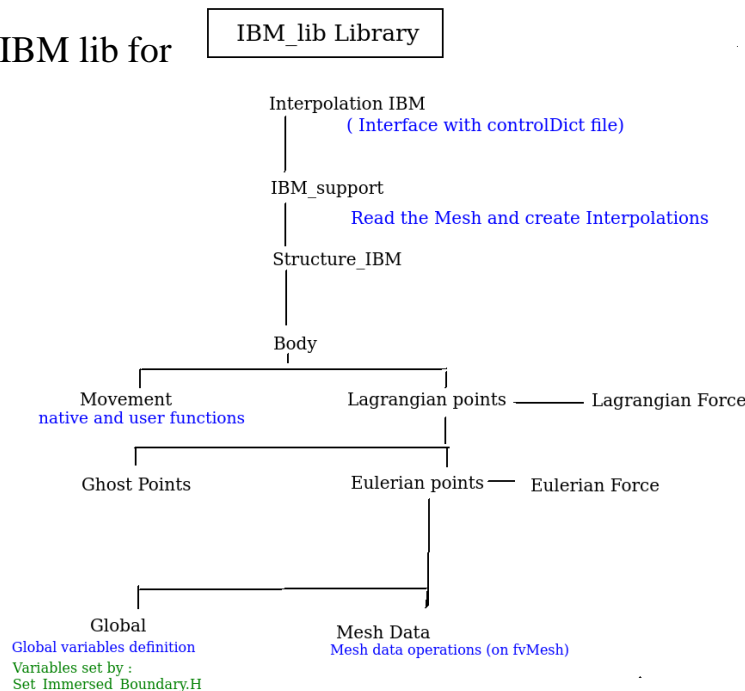 IBM lib for
IBM_lib Library
Interpolation IBM
( Interface with controlDict file)
IBM_support
Read the Mesh and create Interpolations
Structure_IBM
Body
Movement
native and user functions
Lagrangian points
Lagrangian Force
Ghost Points
Eulerian points
Eulerian Force
Global
Global variables definition
Variables set by :
Set_Immersed_Boundary.H
Mesh Data
Mesh data operations (on fvMesh)